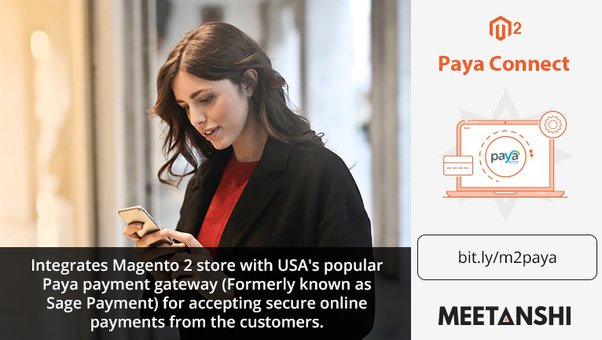 M2
Paya Connect
paya
bit.ly/m2paya
MEETANSHI
Integrates Magento 2 store with USA's popular
Paya payment gateway (Formerly known as
Sage Payment) for accepting secure online
payments from the customers.